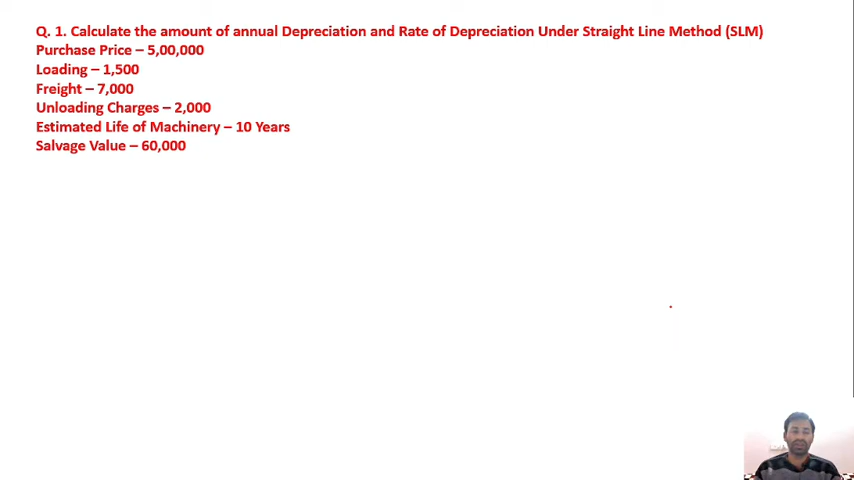 Q. 1. Calculate the amount of annual Depreciation and Rate of Depreciation Under Straight Line Method (SLM)
Purchase Price – 5,00,000
Loading – 1,500
Freight – 7,000
Unloading Charges – 2,000
Estimated Life of Machinery – 10 Years
Salvage Value – 60,000